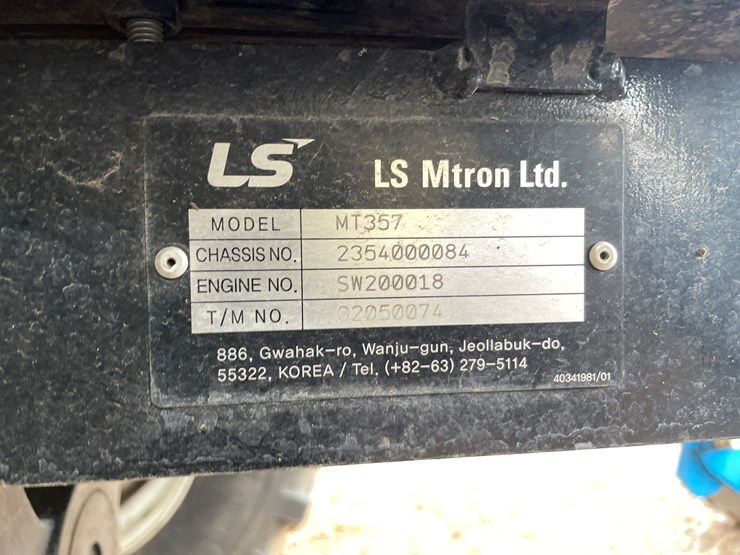 LS LS Mtron Ltd.
MODEL MT357
CHASSIS NO. 2354000084
ENGINE NO. SW200018
T/M NO. G2050074
886, Gwahak-ro, Wanju-gun, Jeollabuk-do,
55322, KOREA / Tel. (+82-63) 279-5114
40341981/01